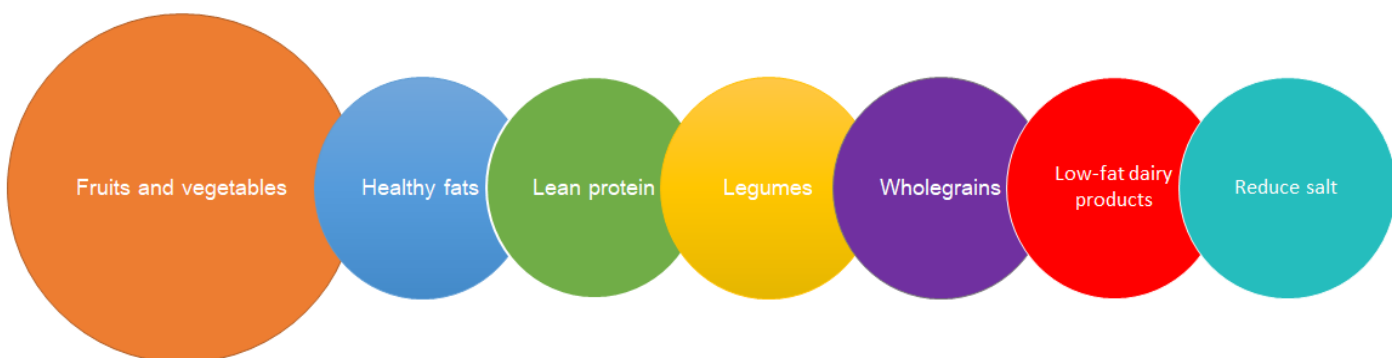 Fruits and vegetables
Healthy fats
Lean protein
Legumes
Wholegrains
Low-fat dairy
products
Reduce salt